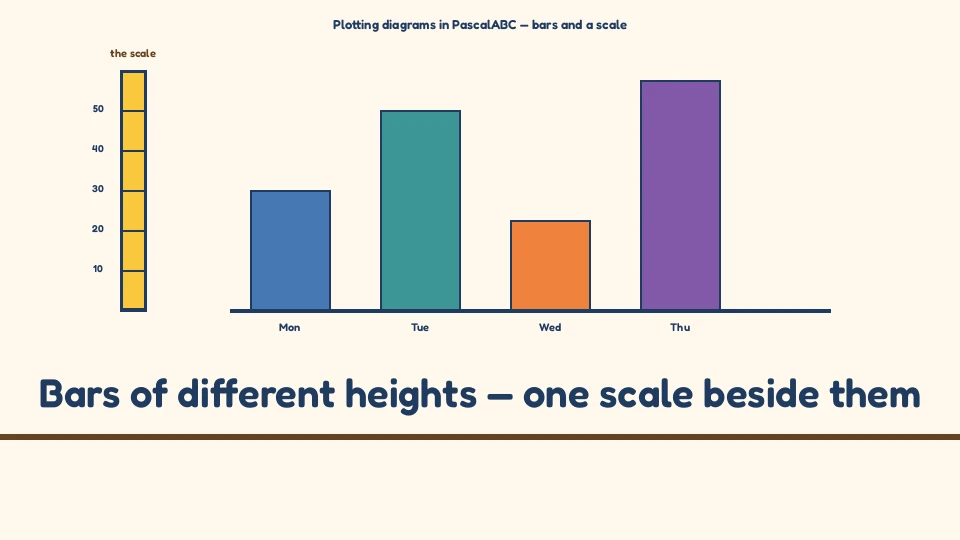 Plotting diagrams in PascalABC — bars and a scale
the scale
50
40
30
20
10
Mon Tue Wed Thu
Bars of different heights — one scale beside them